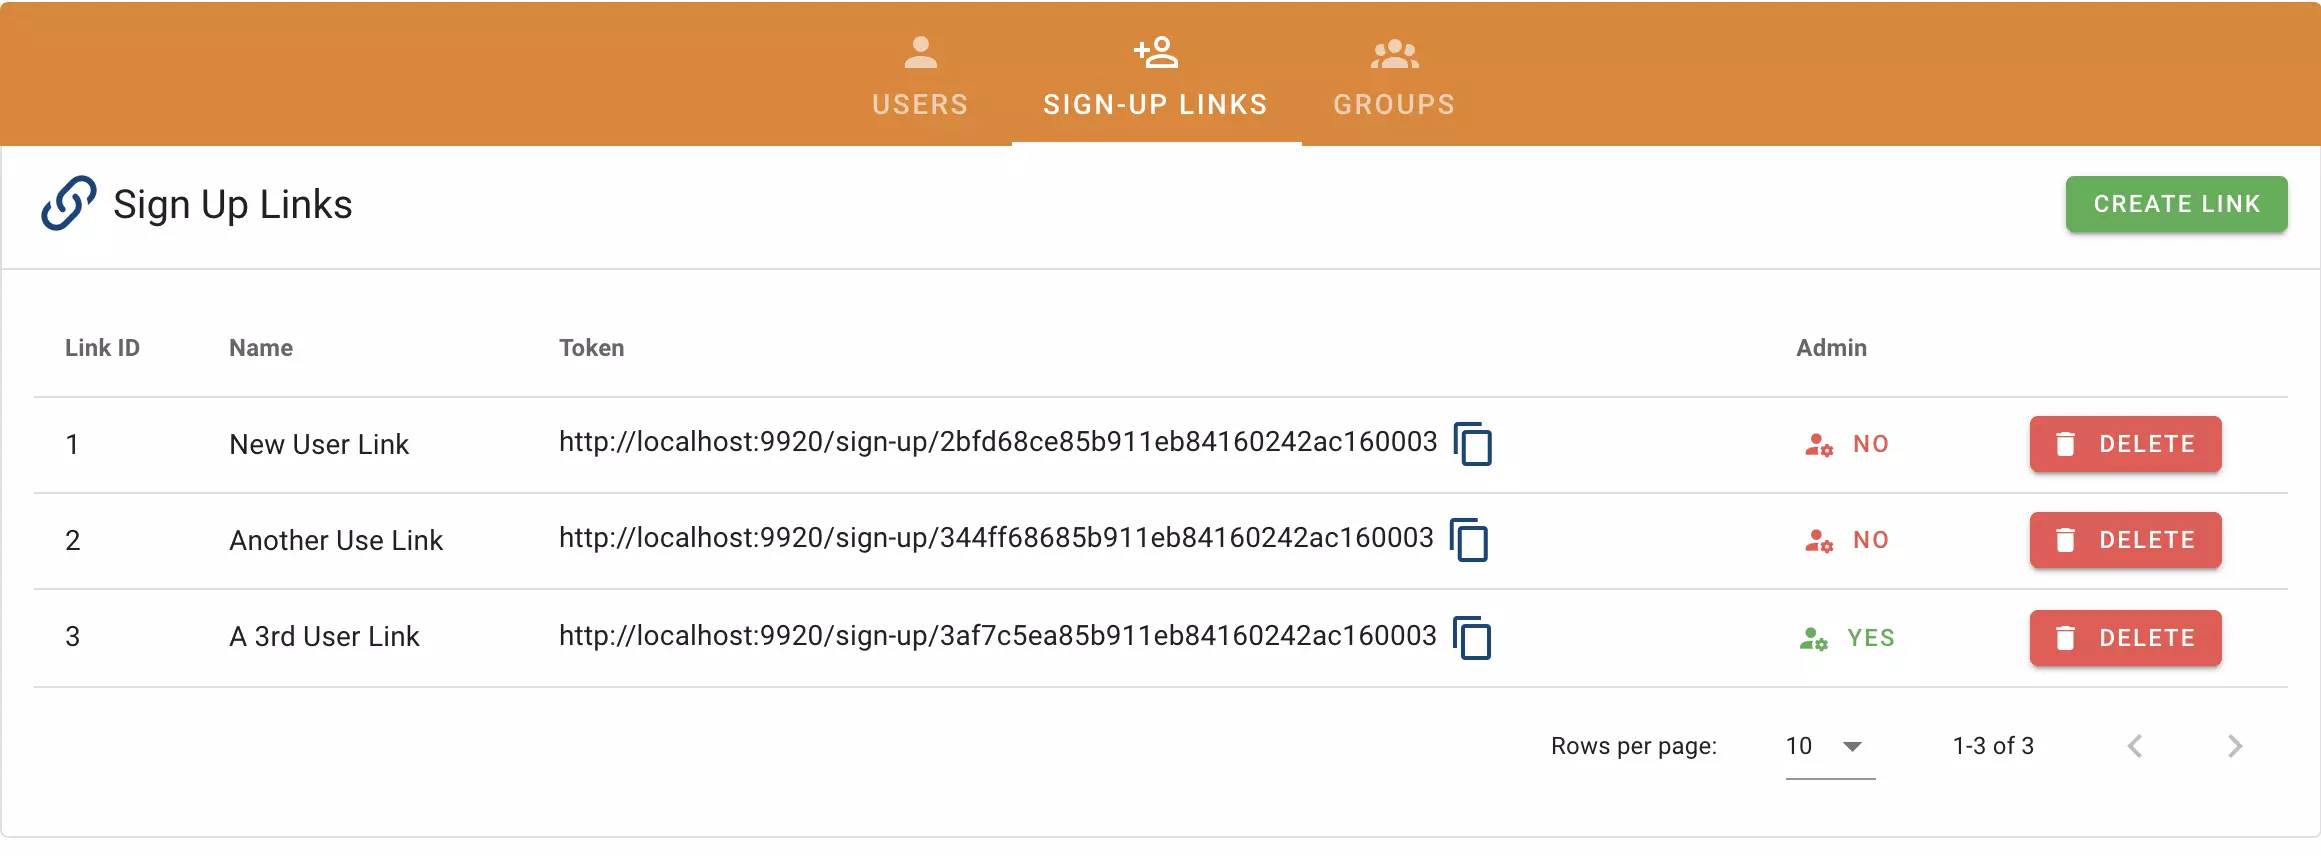 USERS SIGN-UP LINKS GROUPS
Sign Up Links CREATE LINK
Link ID Name Token Admin
1 New User Link http://localhost:9920/sign-up/2bfd68ce85b911eb84160242ac160003 NO DELETE
2 Another Use Link http://localhost:9920/sign-up/344ff68685b911eb84160242ac160003 NO DELETE
3 A 3rd User Link http://localhost:9920/sign-up/3af7c5ea85b911eb84160242ac160003 YES DELETE
Rows per page: 10 1-3 of 3